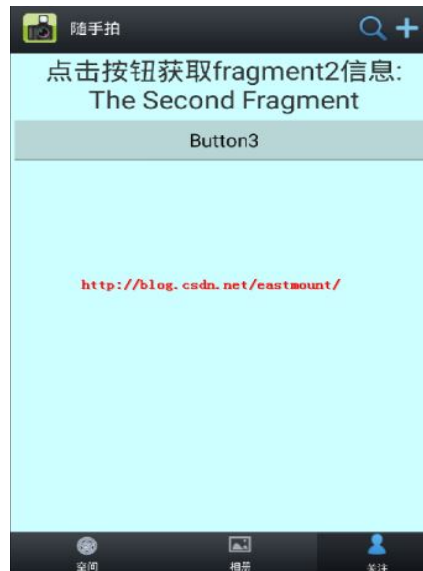 随手拍
点击按钮获取fragment2信息:
The Second Fragment
Button3
http://blog.csdn.net/eastmount/
空间
相册
关注